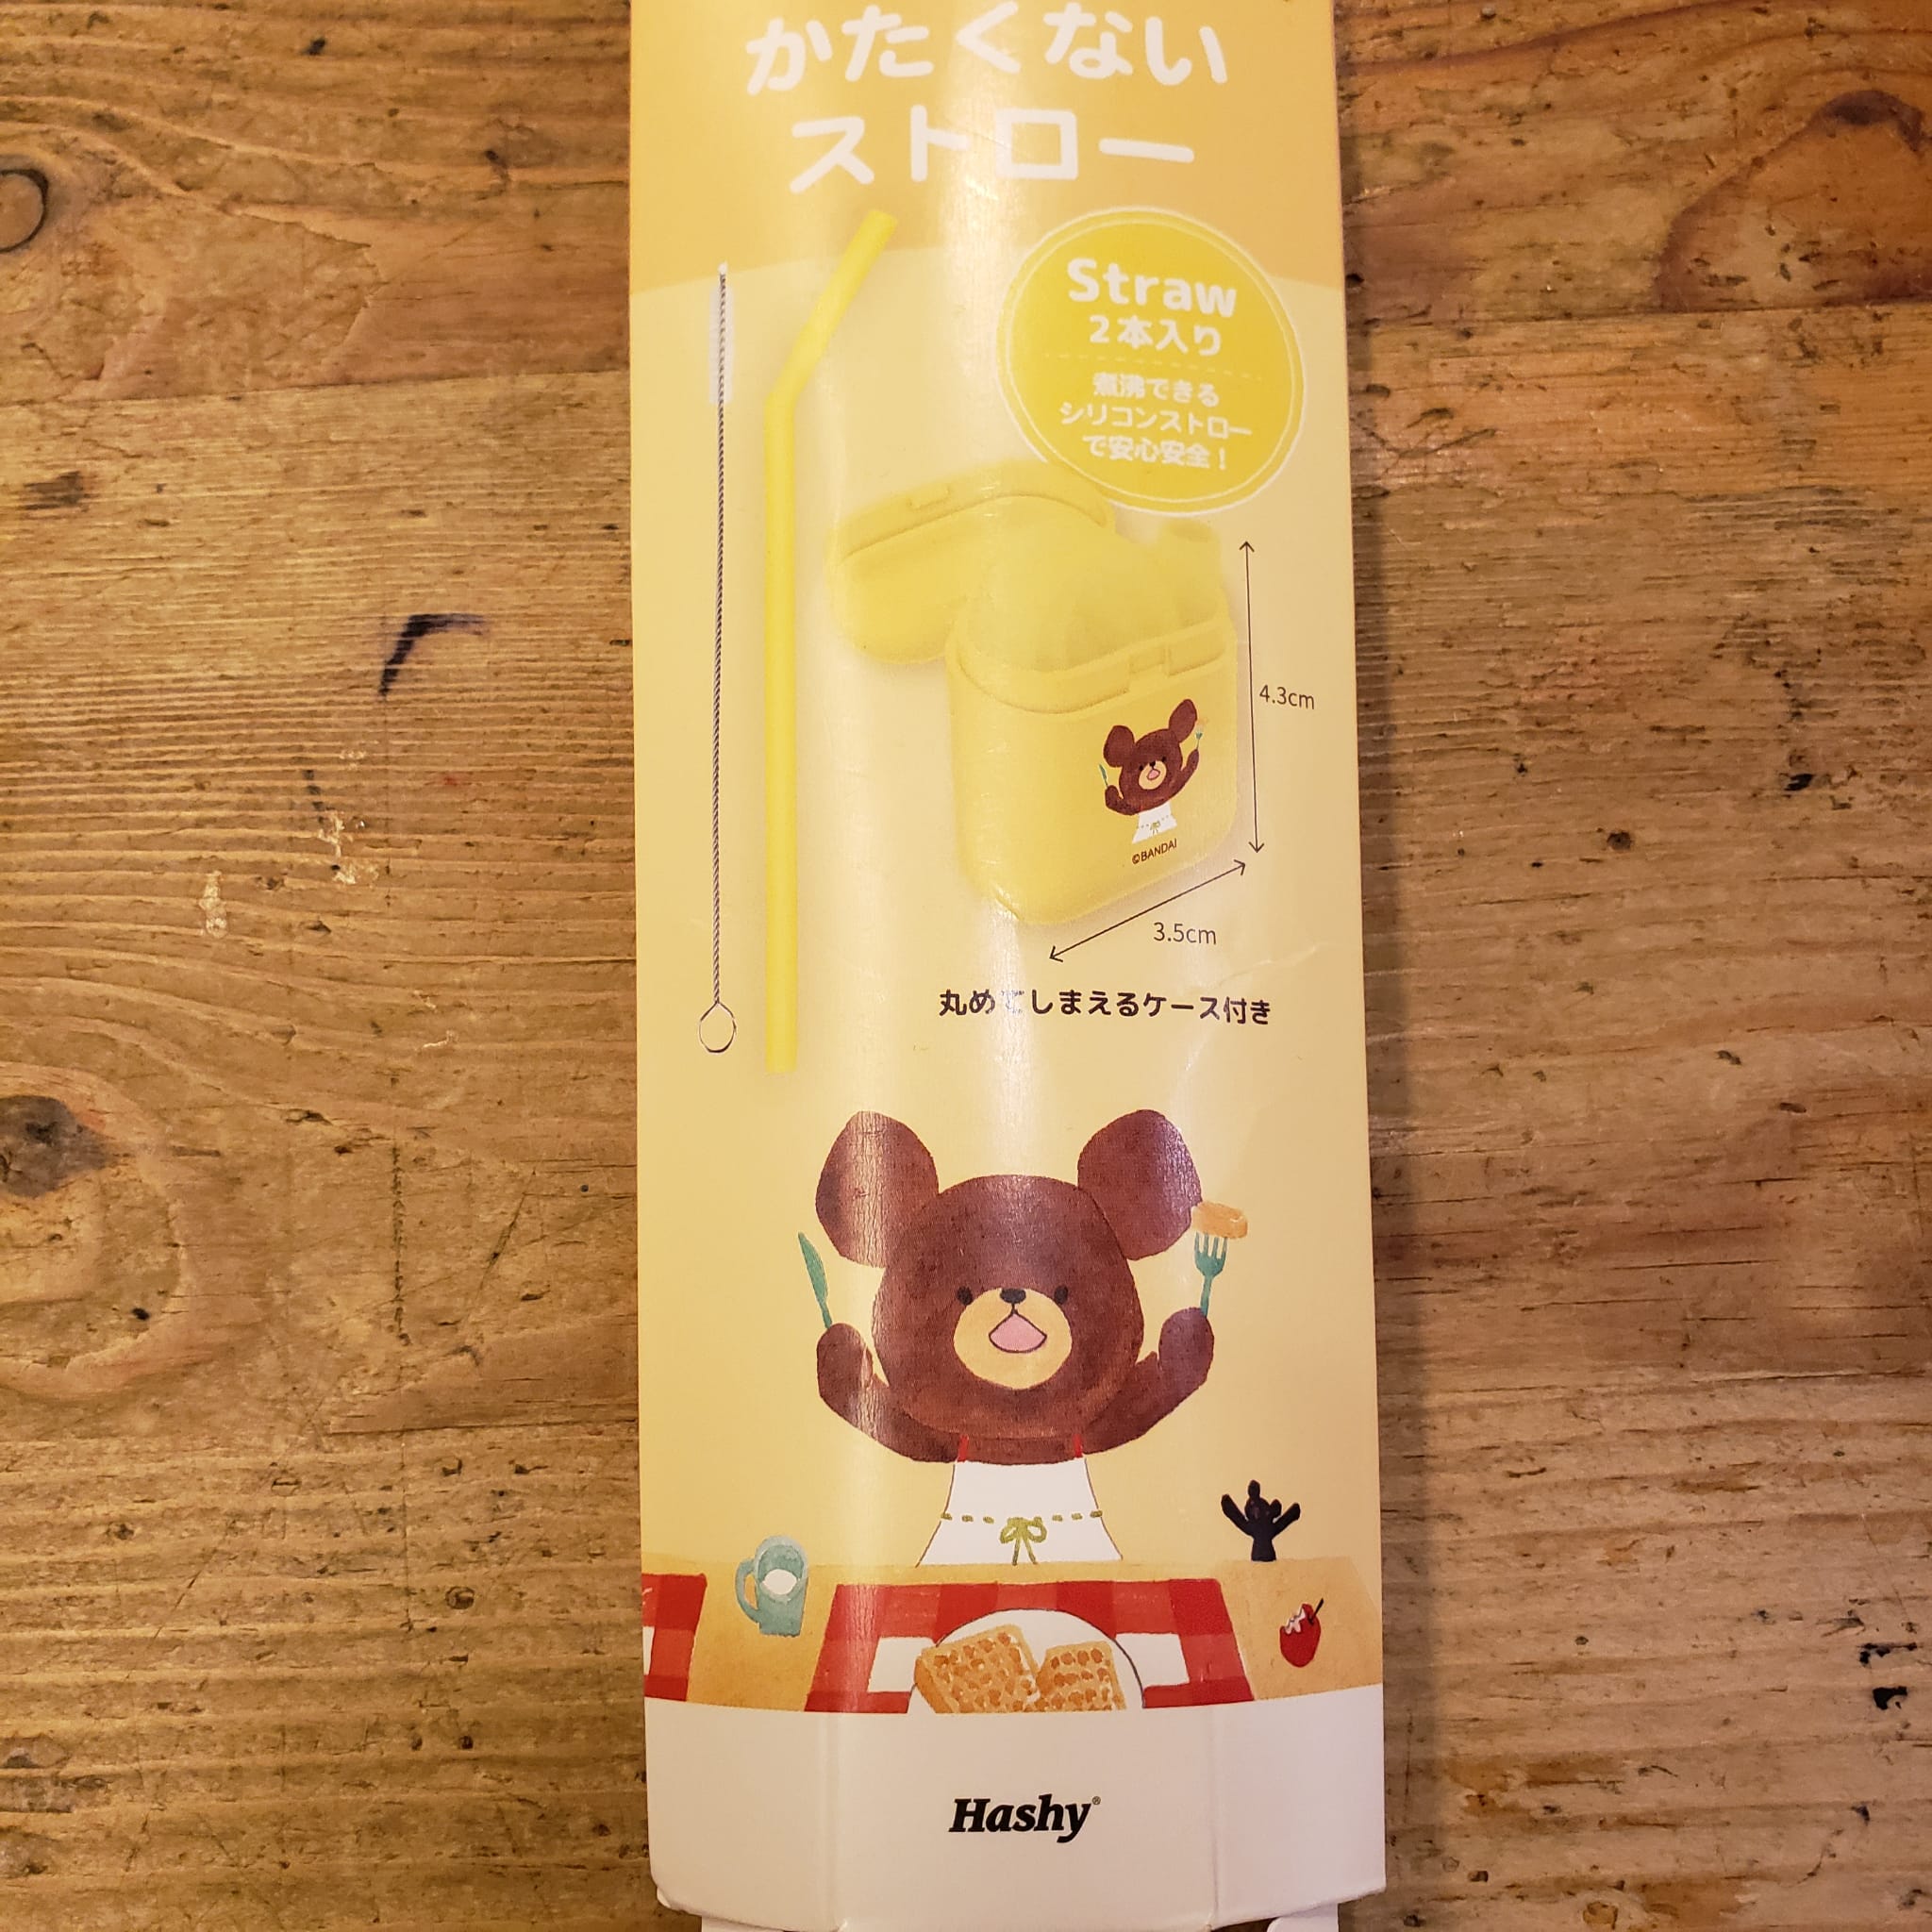 かたくない
ストロー
Straw
2本入り
煮沸できる
シリコンストロー
で安心安全!
4.3cm
©BANDAI
3.5cm
丸めてしまえるケース付き
Hashy®